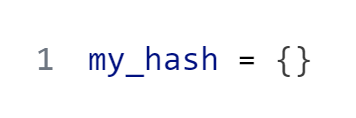 1 my_hash = {}